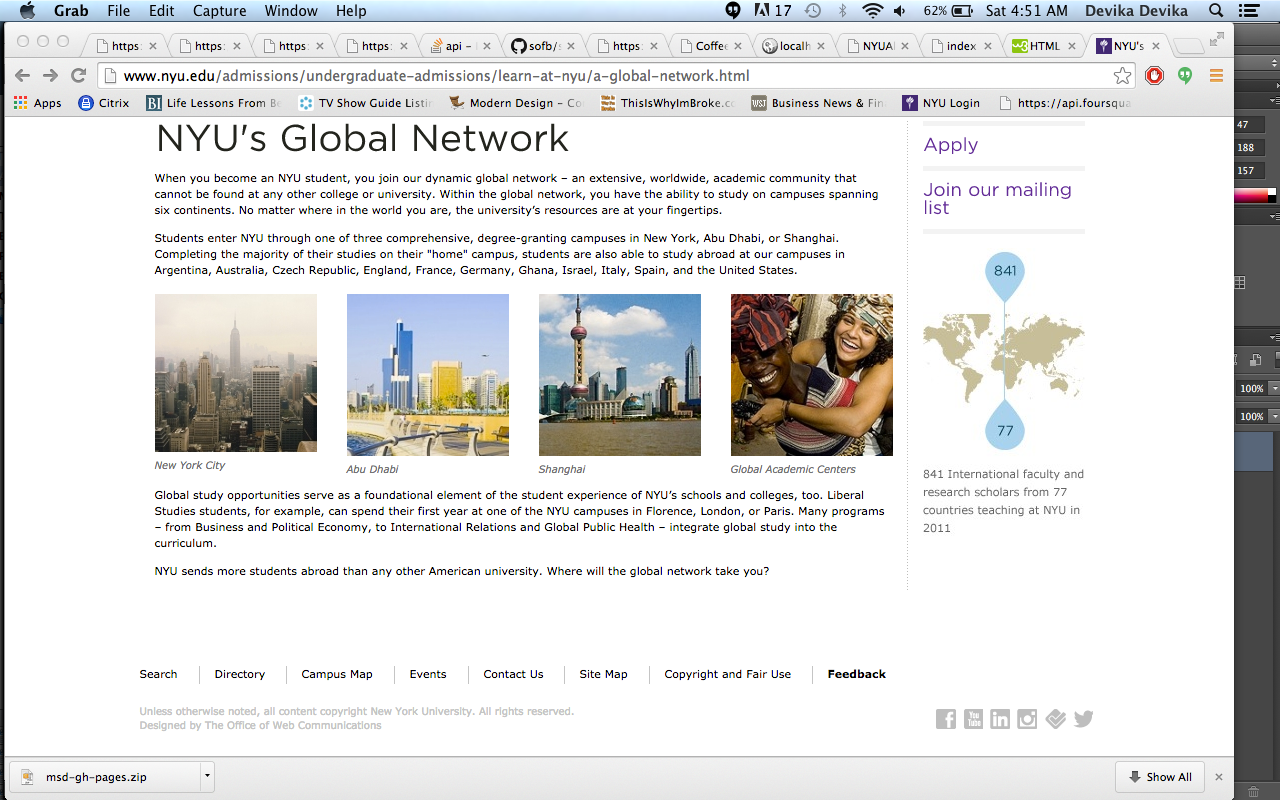 Grab File Edit Capture Window Help 17 62% Sat 4:51 AM Devika Devika
https: https: https: https: api – sofb/ https: Coffee localh NYUA index HTML NYU's
www.nyu.edu/admissions/undergraduate-admissions/learn-at-nyu/a-global-network.html
Apps Citrix BI Life Lessons From Be TV Show Guide Listin Modern Design – Co ThisIsWhyImBroke.c WST Business News & Fin NYU Login https://api.foursqua
NYU's Global Network
When you become an NYU student, you join our dynamic global network – an extensive, worldwide, academic community that
cannot be found at any other college or university. Within the global network, you have the ability to study on campuses spanning
six continents. No matter where in the world you are, the university's resources are at your fingertips.
Students enter NYU through one of three comprehensive, degree-granting campuses in New York, Abu Dhabi, or Shanghai.
Completing the majority of their studies on their "home" campus, students are also able to study abroad at our campuses in
Argentina, Australia, Czech Republic, England, France, Germany, Ghana, Israel, Italy, Spain, and the United States.
New York City
Abu Dhabi
Shanghai
Global Academic Centers
Global study opportunities serve as a foundational element of the student experience of NYU's schools and colleges, too. Liberal
Studies students, for example, can spend their first year at one of the NYU campuses in Florence, London, or Paris. Many programs
– from Business and Political Economy, to International Relations and Global Public Health – integrate global study into the
curriculum.
NYU sends more students abroad than any other American university. Where will the global network take you?
Apply
Join our mailing
list
841
77
841 International faculty and
research scholars from 77
countries teaching at NYU in
2011
47
188
157
100%
100%
Search Directory Campus Map Events Contact Us Site Map Copyright and Fair Use Feedback
Unless otherwise noted, all content copyright New York University. All rights reserved.
Designed by The Office of Web Communications
You Tube
msd-gh-pages.zip
Show All